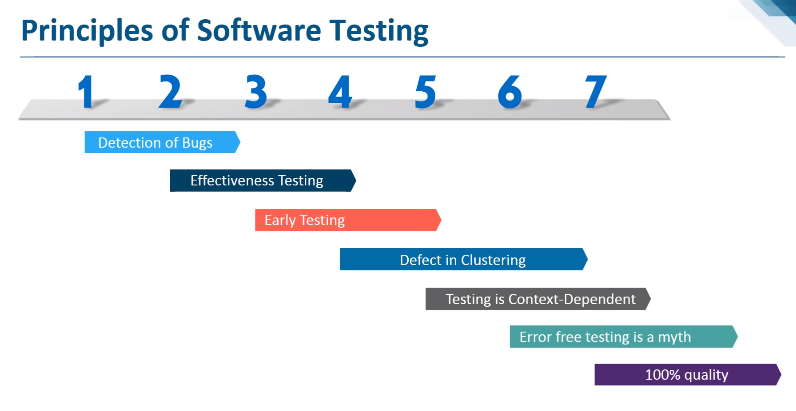 Principles of Software Testing
1 2 3 4 5 6 7
Detection of Bugs
Effectiveness Testing
Early Testing
Defect in Clustering
Testing is Context-Dependent
Error free testing is a myth
100% quality